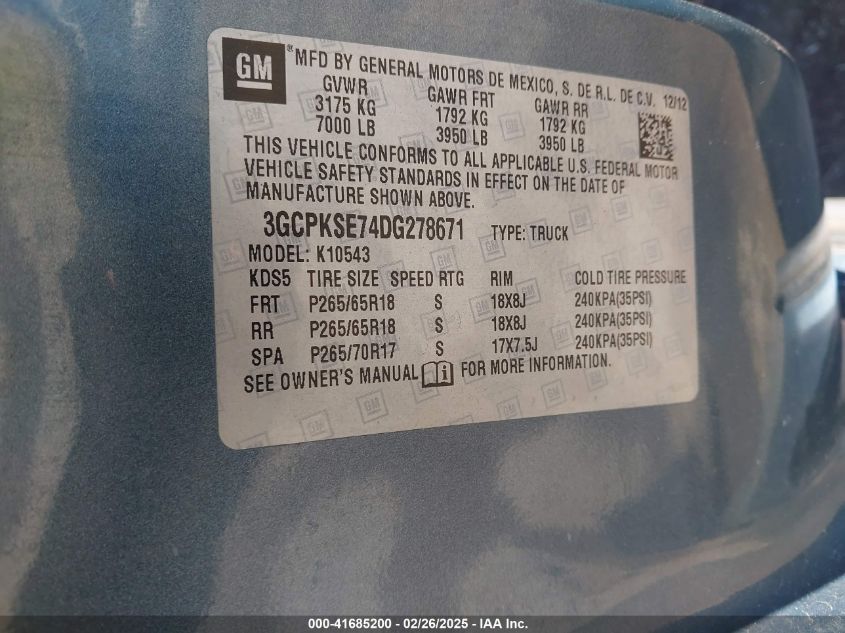 GM ® MFD BY GENERAL MOTORS DE MEXICO, S. DE R.L. DE C.V. 12/12
GVWR GAWR FRT GAWR RR
3175 KG 1792 KG 1792 KG
7000 LB 3950 LB 3950 LB
THIS VEHICLE CONFORMS TO ALL APPLICABLE U.S. FEDERAL MOTOR
VEHICLE SAFETY STANDARDS IN EFFECT ON THE DATE OF
MANUFACTURE SHOWN ABOVE.
3GCPKSE74DG278671 TYPE: TRUCK
MODEL: K10543
KDS5 TIRE SIZE SPEED RTG RIM COLD TIRE PRESSURE
FRT P265/65R18 S 18X8J 240KPA(35PSI)
RR P265/65R18 S 18X8J 240KPA(35PSI)
SPA P265/70R17 S 17X7.5J 240KPA(35PSI)
SEE OWNER'S MANUAL FOR MORE INFORMATION.
000-41685200 - 02/26/2025 - IAA Inc.